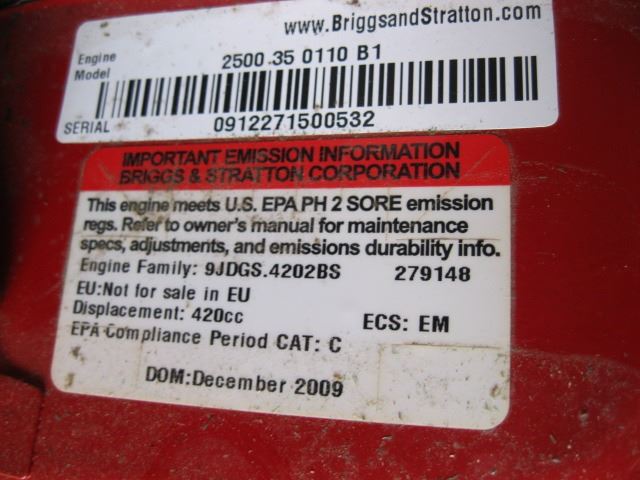 www.BriggsandStratton.com
Engine Model 2500 35 0110 B1
SERIAL 0912271500532
IMPORTANT EMISSION INFORMATION
BRIGGS & STRATTON CORPORATION
This engine meets U.S. EPA PH 2 SORE emission
regs. Refer to owner's manual for maintenance
specs, adjustments, and emissions durability info.
Engine Family: 9JDGS.4202BS 279148
EU:Not for sale in EU
Displacement: 420cc ECS: EM
EPA Compliance Period CAT: C
DOM:December 2009